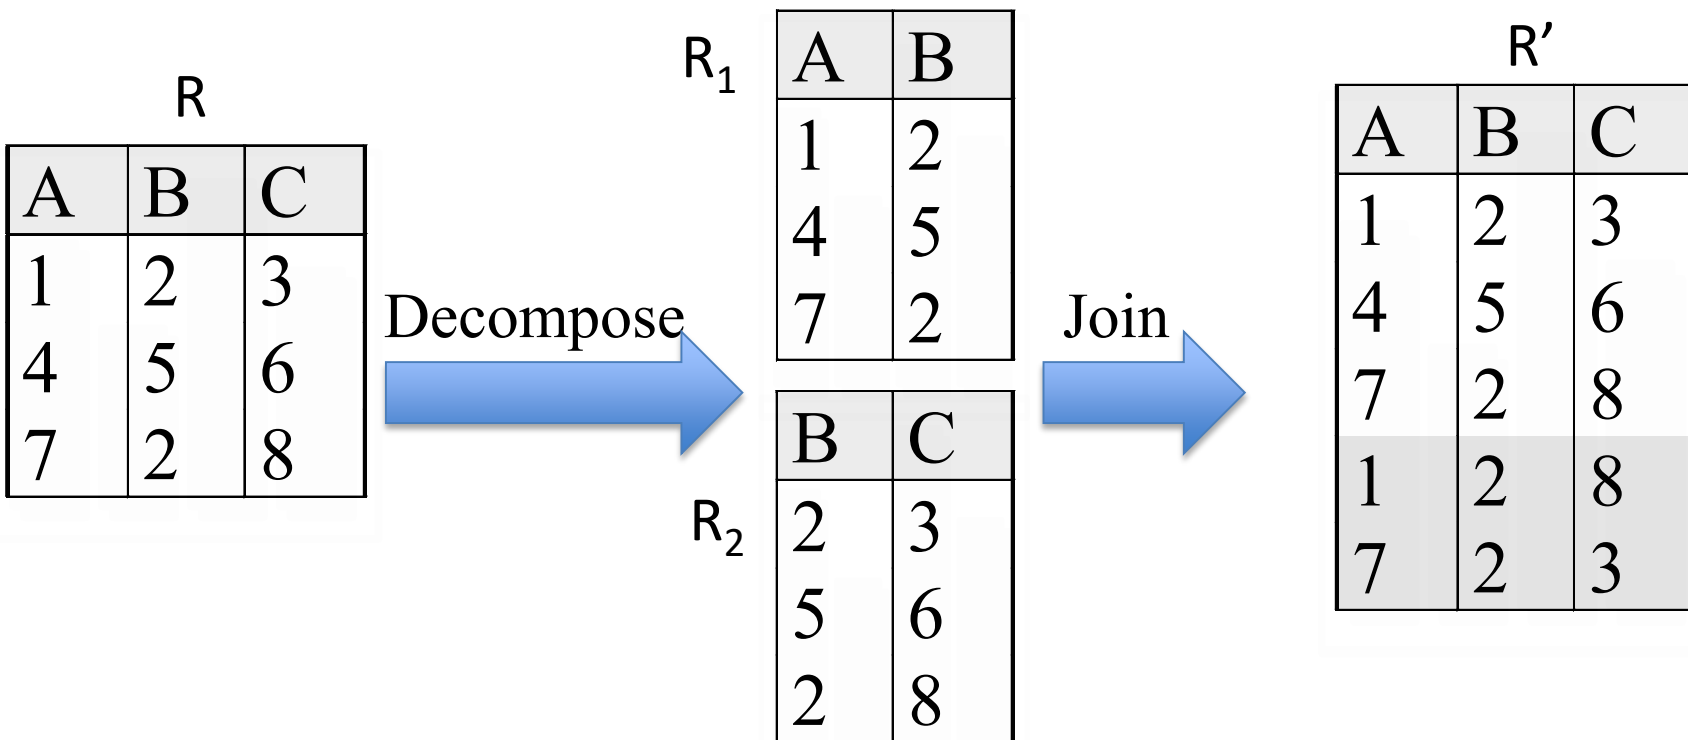 R
A B C
1 2 3
4 5 6
7 2 8
Decompose
R₁
A B
1 2
4 5
7 2
R₂
B C
2 3
5 6
2 8
Join
R’
A B C
1 2 3
4 5 6
7 2 8
1 2 8
7 2 3